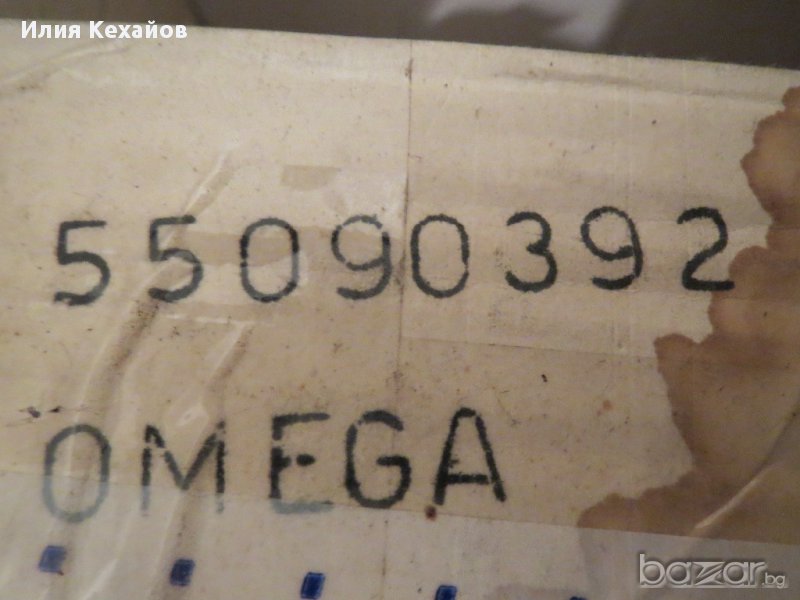 Илия Кехайов
55090392
OMEGA
bazar.bg